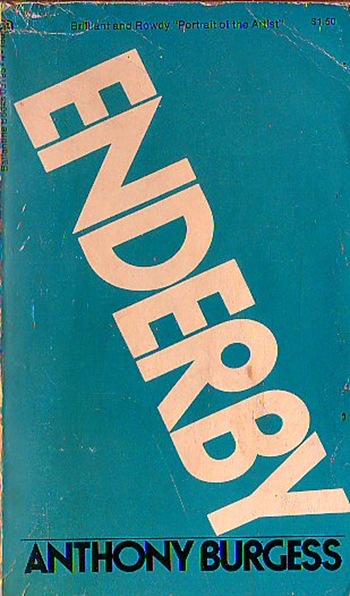 Brilliant and Rowdy "Portrait of the Artist"
$1.50
ENDERBY
ANTHONY BURGESS